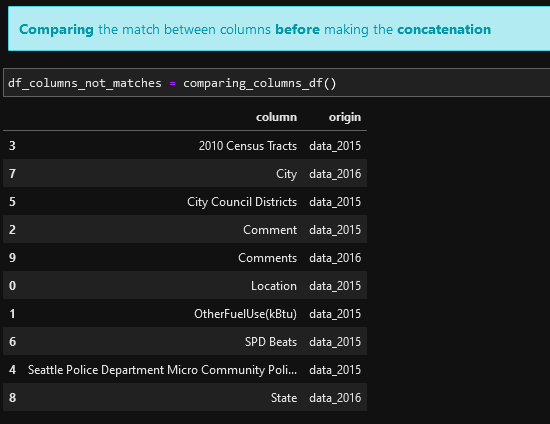 Comparing the match between columns before making the concatenation
df_columns_not_matches = comparing_columns_df()
column origin
3 2010 Census Tracts data_2015
7 City data_2016
5 City Council Districts data_2015
2 Comment data_2015
9 Comments data_2016
0 Location data_2015
1 OtherFuelUse(kBtu) data_2015
6 SPD Beats data_2015
4 Seattle Police Department Micro Community Poli... data_2015
8 State data_2016